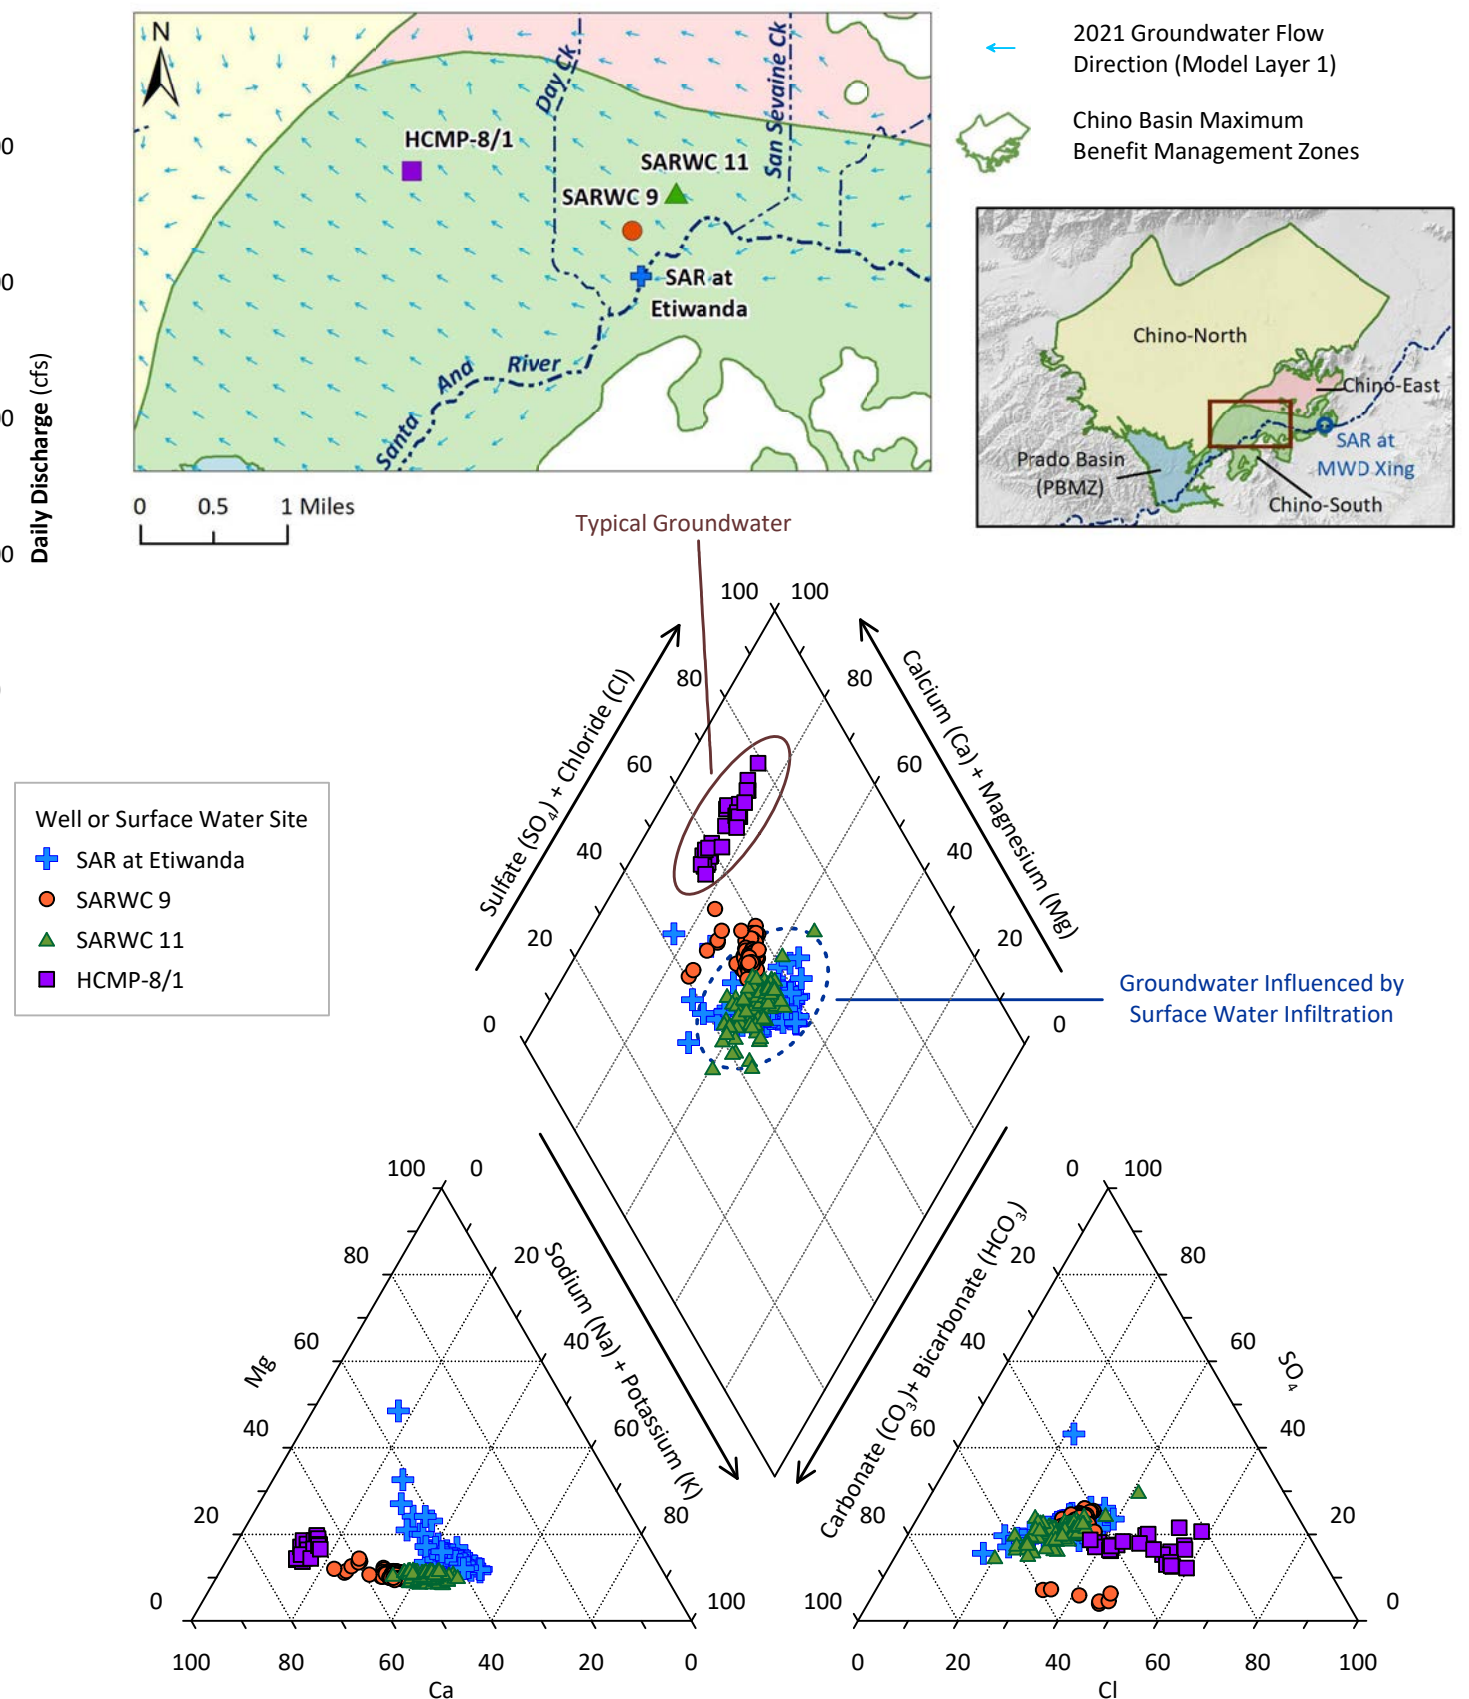 N
Day Ck
San Sevaine Ck
HCMP-8/1
SARWC 11
SARWC 9
SAR at
Etiwanda
Santa Ana River
0 0.5 1 Miles
2021 Groundwater Flow
Direction (Model Layer 1)
Chino Basin Maximum
Benefit Management Zones
Chino-North
Chino-East
SAR at
MWD Xing
Prado Basin
(PBMZ)
Chino-South
0
0
0
0
Daily Discharge (cfs)
Typical Groundwater
100 100
80 80
60 60
40 40
20 20
0 0
Sulfate (SO4) + Chloride (Cl)
Calcium (Ca) + Magnesium (Mg)
Well or Surface Water Site
SAR at Etiwanda
SARWC 9
SARWC 11
HCMP-8/1
Groundwater Influenced by
Surface Water Infiltration
Sodium (Na) + Potassium (K)
Carbonate (CO3)+ Bicarbonate (HCO3)
100 0
80 20
60 40
40 60
20 80
0 100
Mg
100 80 60 40 20 0
Ca
0 100
20 80
40 60
60 40
80 20
100 0
SO4
0 20 40 60 80 100
Cl